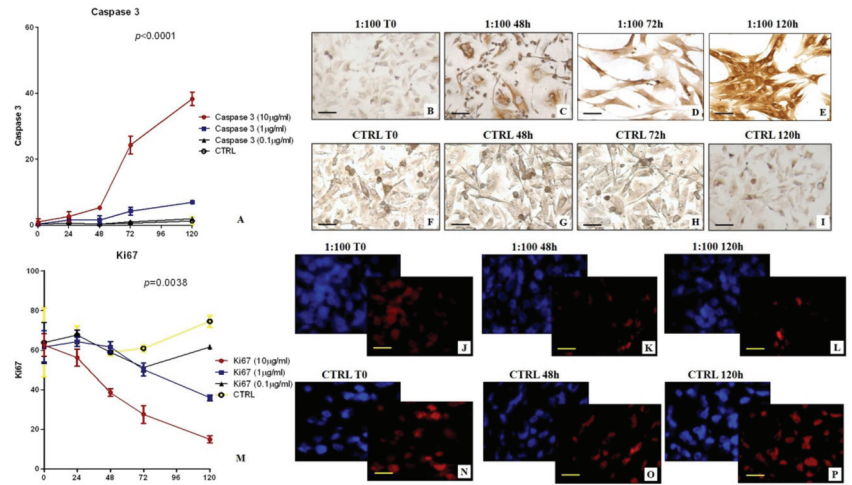 Caspase 3
p<0.0001
60
40
20
0
Caspase 3
0 24 48 72 96 120
Caspase 3 (10µg/ml)
Caspase 3 (1µg/ml)
Caspase 3 (0.1µg/ml)
CTRL
A
1:100 T0
1:100 48h
1:100 72h
1:100 120h
B
C
D
E
CTRL T0
CTRL 48h
CTRL 72h
CTRL 120h
F
G
H
I
Ki67
p=0.0038
100
80
60
40
20
0
Ki67
0 24 48 72 96 120
Ki67 (10µg/ml)
Ki67 (1µg/ml)
Ki67 (0.1µg/ml)
CTRL
M
1:100 T0
1:100 48h
1:100 120h
J
K
L
CTRL T0
CTRL 48h
CTRL 120h
N
O
P